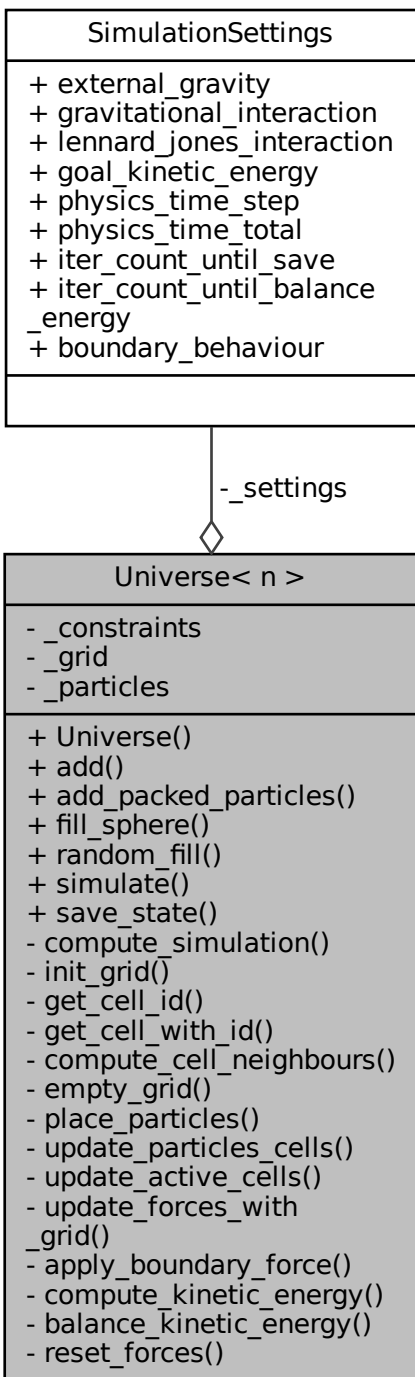 SimulationSettings
+ external_gravity
+ gravitational_interaction
+ lennard_jones_interaction
+ goal_kinetic_energy
+ physics_time_step
+ physics_time_total
+ iter_count_until_save
+ iter_count_until_balance
_energy
+ boundary_behaviour
-_settings
Universe< n >
- _constraints
- _grid
- _particles
+ Universe()
+ add()
+ add_packed_particles()
+ fill_sphere()
+ random_fill()
+ simulate()
+ save_state()
- compute_simulation()
- init_grid()
- get_cell_id()
- get_cell_with_id()
- compute_cell_neighbours()
- empty_grid()
- place_particles()
- update_particles_cells()
- update_active_cells()
- update_forces_with
_grid()
- apply_boundary_force()
- compute_kinetic_energy()
- balance_kinetic_energy()
- reset_forces()